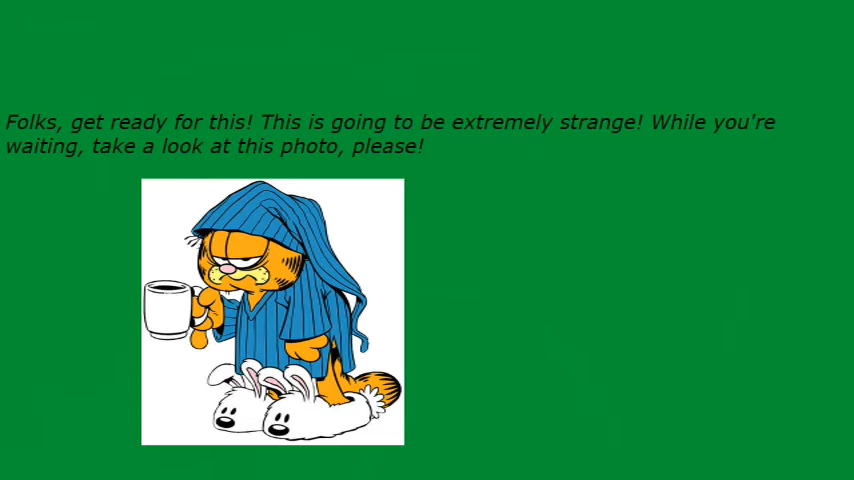 Folks, get ready for this! This is going to be extremely strange! While you're
waiting, take a look at this photo, please!